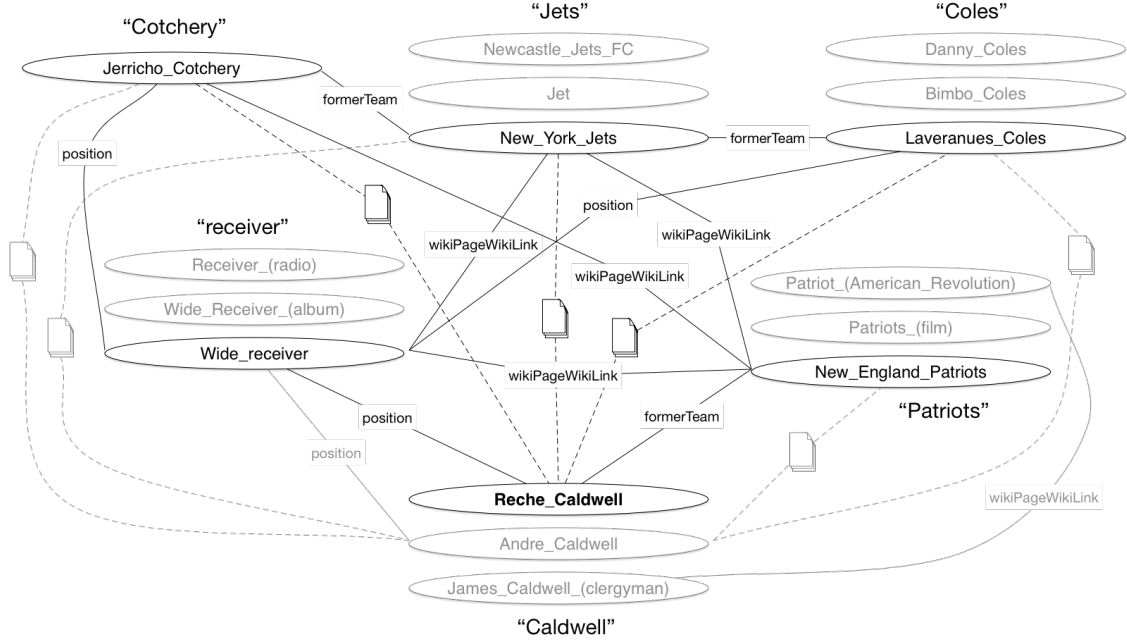 “Cotchery”
“Jets”
“Coles”
Jerricho_Cotchery
Newcastle_Jets_FC
Danny_Coles
formerTeam
Jet
Bimbo_Coles
position
New_York_Jets
formerTeam
Laveranues_Coles
position
“receiver”
wikiPageWikiLink
wikiPageWikiLink
Receiver_(radio)
wikiPageWikiLink
Patriot_(American_Revolution)
Wide_Receiver_(album)
Patriots_(film)
Wide_receiver
wikiPageWikiLink
New_England_Patriots
“Patriots”
position
formerTeam
position
Reche_Caldwell
wikiPageWikiLink
Andre_Caldwell
James_Caldwell_(clergyman)
“Caldwell”